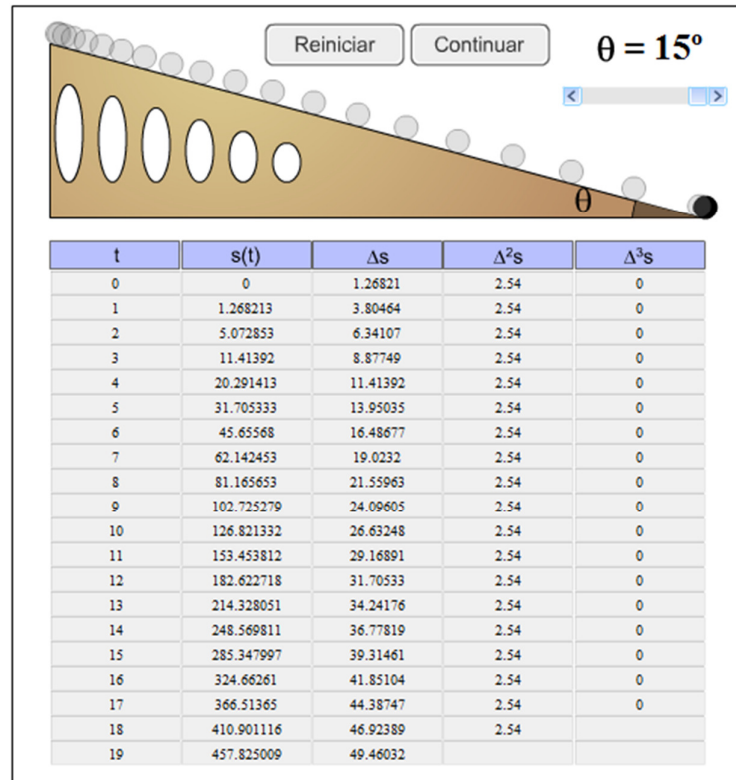 Reiniciar Continuar θ = 15º
θ
t s(t) Δs Δ²s Δ³s
0 0 1.26821 2.54 0
1 1.268213 3.80464 2.54 0
2 5.072853 6.34107 2.54 0
3 11.41392 8.87749 2.54 0
4 20.291413 11.41392 2.54 0
5 31.705333 13.95035 2.54 0
6 45.65568 16.48677 2.54 0
7 62.142453 19.0232 2.54 0
8 81.165653 21.55963 2.54 0
9 102.725279 24.09605 2.54 0
10 126.821332 26.63248 2.54 0
11 153.453812 29.16891 2.54 0
12 182.622718 31.70533 2.54 0
13 214.328051 34.24176 2.54 0
14 248.569811 36.77819 2.54 0
15 285.347997 39.31461 2.54 0
16 324.66261 41.85104 2.54 0
17 366.51365 44.38747 2.54 0
18 410.901116 46.92389 2.54
19 457.825009 49.46032